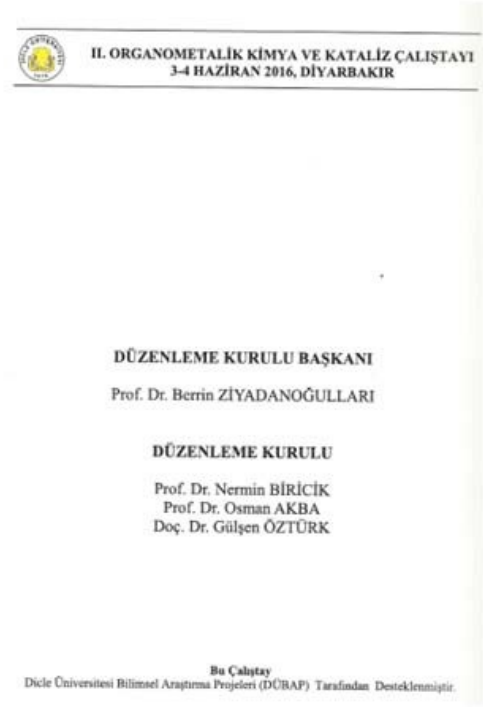 II. ORGANOMETALİK KİMYA VE KATALİZ ÇALIŞTAYI
3-4 HAZİRAN 2016, DİYARBAKIR
DÜZENLEME KURULU BAŞKANI
Prof. Dr. Berrin ZİYADANOĞULLARI
DÜZENLEME KURULU
Prof. Dr. Nermin BİRİCİK
Prof. Dr. Osman AKBA
Doç. Dr. Gülşen ÖZTÜRK
Bu Çalıştay
Dicle Üniversitesi Bilimsel Araştırma Projeleri (DÜBAP) Tarafından Desteklenmiştir.